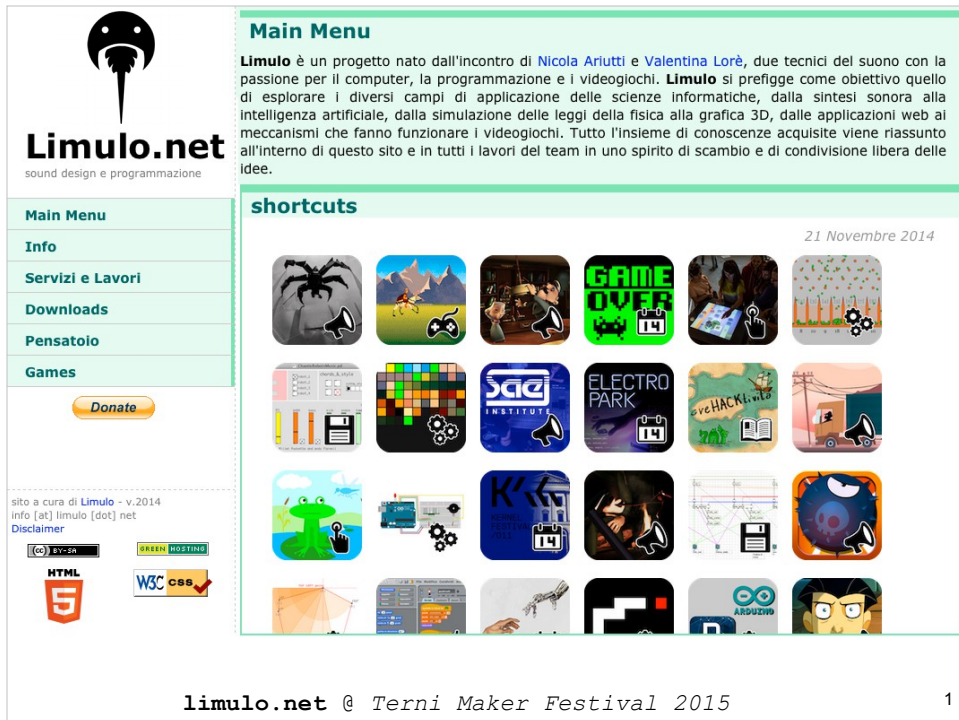 Limulo.net
sound design e programmazione
Main Menu
Info
Servizi e Lavori
Downloads
Pensatoio
Games
Donate
sito a cura di Limulo - v.2014
info [at] limulo [dot] net
Disclaimer
(cc) BY-SA
GREEN HOSTING
HTML
5
W3C css
Main Menu
Limulo è un progetto nato dall'incontro di Nicola Ariutti e Valentina Lorè, due tecnici del suono con la
passione per il computer, la programmazione e i videogiochi. Limulo si prefigge come obiettivo quello
di esplorare i diversi campi di applicazione delle scienze informatiche, dalla sintesi sonora alla
intelligenza artificiale, dalla simulazione delle leggi della fisica alla grafica 3D, dalle applicazioni web ai
meccanismi che fanno funzionare i videogiochi. Tutto l'insieme di conoscenze acquisite viene riassunto
all'interno di questo sito e in tutti i lavori del team in uno spirito di scambio e di condivisione libera delle
idee.
shortcuts
21 Novembre 2014
GAME
OVER
14
sae
INSTITUTE
ELECTRO
PARK
14
veHACKtivity
KERNEL
FESTIVAL
/011
14
ARDUINO
limulo.net @ Terni Maker Festival 2015
1